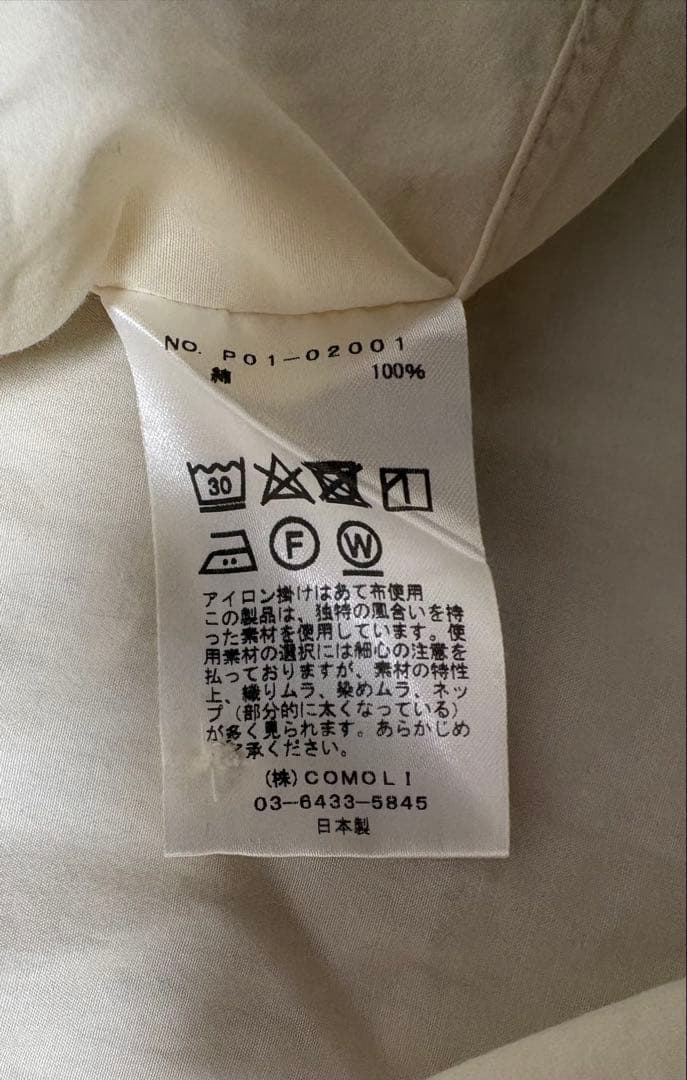 NO. P01-02001
綿 100%
30
F W
アイロン掛けはあて布使用
この製品は、独特の風合いを持
った素材を使用しています。使
用素材の選択には細心の注意を
払っておりますが、素材の特性
上、織りムラ、染めムラ、ネッ
プ（部分的に太くなっている）
が多く見られます。あらかじめ
承ください。
(株)COMOLI
03-6433-5845
日本製